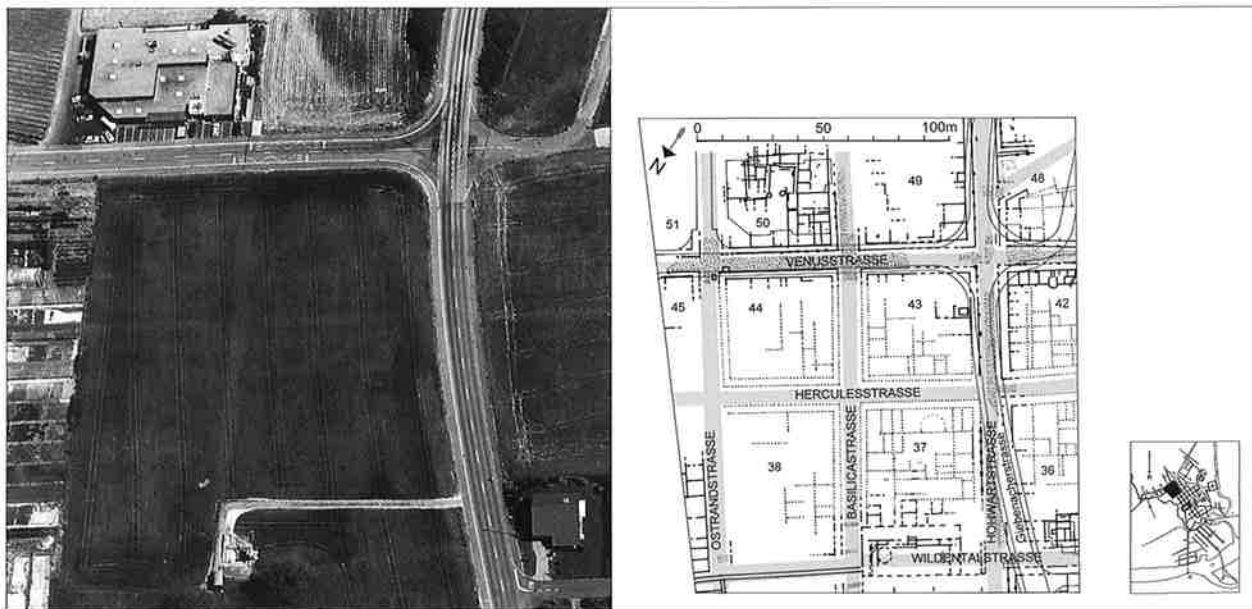 N
0 50 100m
51
50
49
48
VENUSSTRASSE
45
44
43
42
HERCULESSTRASSE
OSTRANDSTRASSE
38
BASILICASTRASSE
37
HOHWARTSTRASSE
Giebenacherstrasse
36
WILDENTALSTRASSE